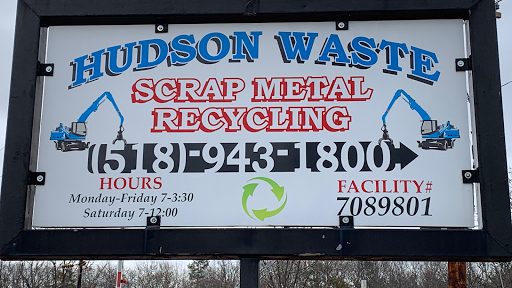 HUDSON WASTE
SCRAP METAL
RECYCLING
(518)-943-1800
HOURS
Monday-Friday 7-3:30
Saturday 7-12:00
FACILITY#
7089801